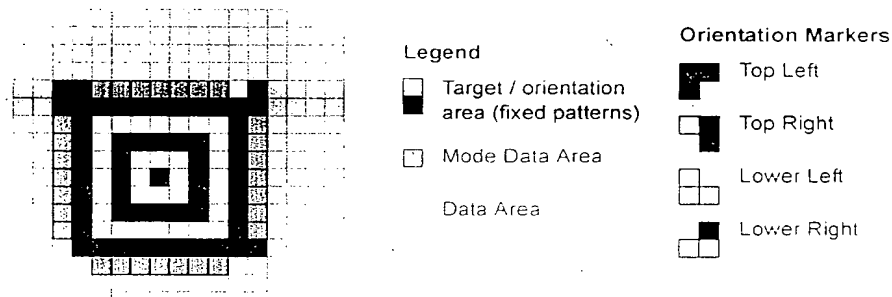 Legend
Target / orientation
area (fixed patterns)
Mode Data Area
Data Area
Orientation Markers
Top Left
Top Right
Lower Left
Lower Right